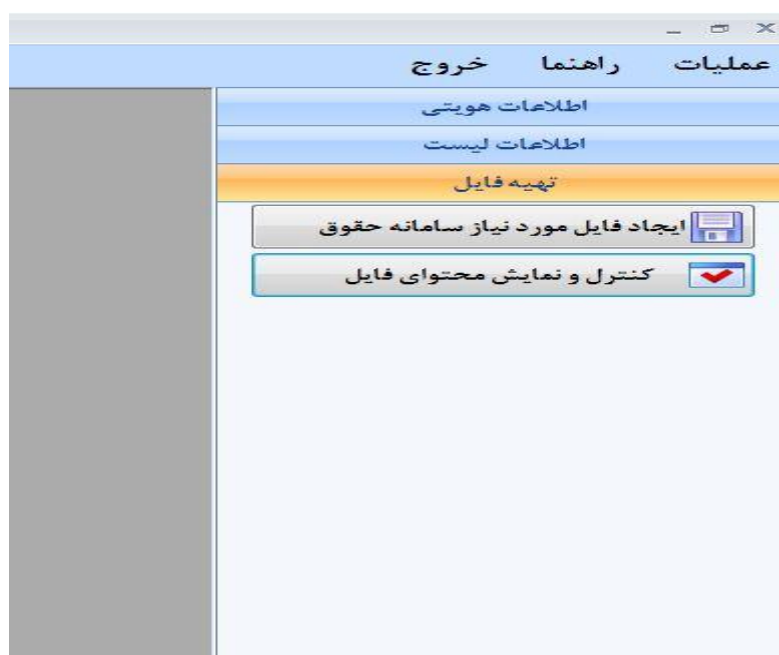 عملیات راهنما خروج
اطلاعات هویتی
اطلاعات لیست
تهیه فایل
ایجاد فایل مورد نیاز سامانه حقوق
کنترل و نمایش محتوای فایل